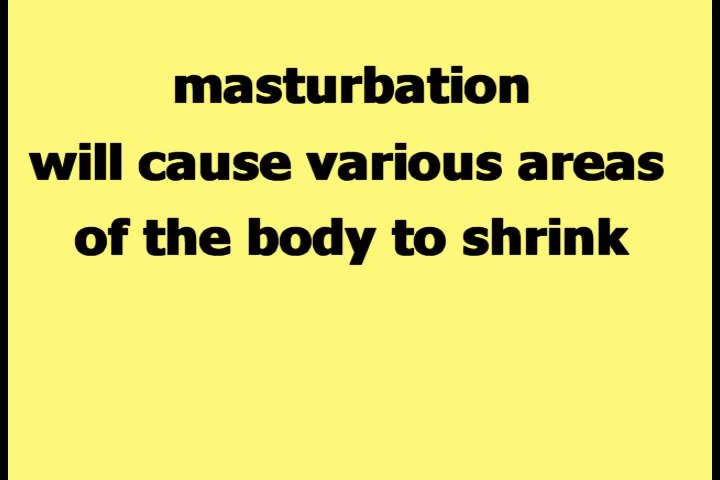 masturbation
will cause various areas
of the body to shrink